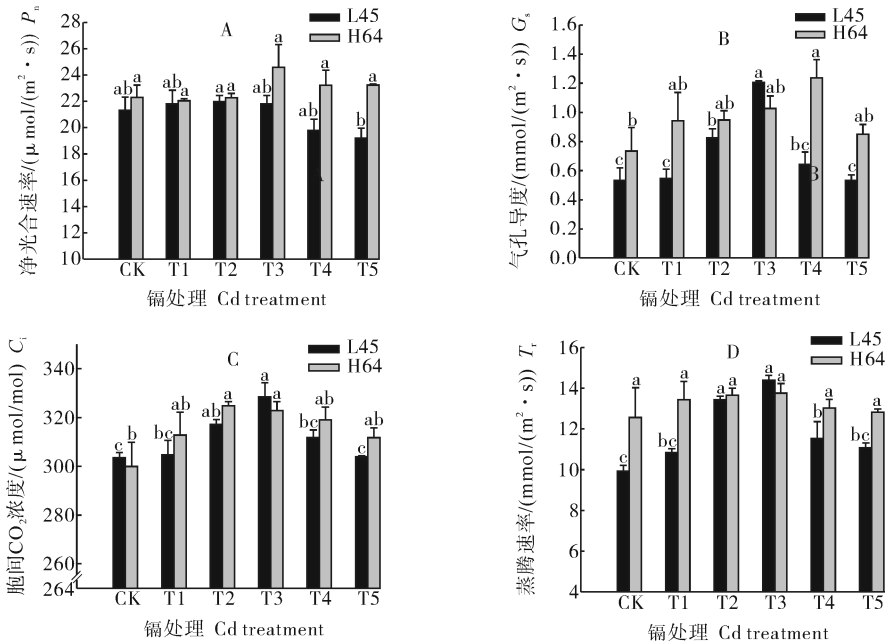 净光合速率/(μmol/(m²·s)) Pn
28
26
24
22
20
18
16
14
12
10
A
L45
H64
ab a
ab a
a a
ab a
ab a
b a
A
CK T1 T2 T3 T4 T5
镉处理 Cd treatment
气孔导度/(mmol/(m²·s)) Gs
1.6
1.4
1.2
1.0
0.8
0.6
0.4
0.2
0.0
B
L45
H64
c b
c ab
b ab
a ab
bc a
c ab
B
CK T1 T2 T3 T4 T5
镉处理 Cd treatment
胞间CO₂浓度/(μmol/mol) Ci
340
320
300
280
260
264
C
L45
H64
c b
bc ab
ab a
a a
bc ab
c ab
CK T1 T2 T3 T4 T5
镉处理 Cd treatment
蒸腾速率/(mmol/(m²·s)) Tr
16
14
12
10
8
6
4
D
L45
H64
c a
bc a
a a
a a
b a
bc a
CK T1 T2 T3 T4 T5
镉处理 Cd treatment